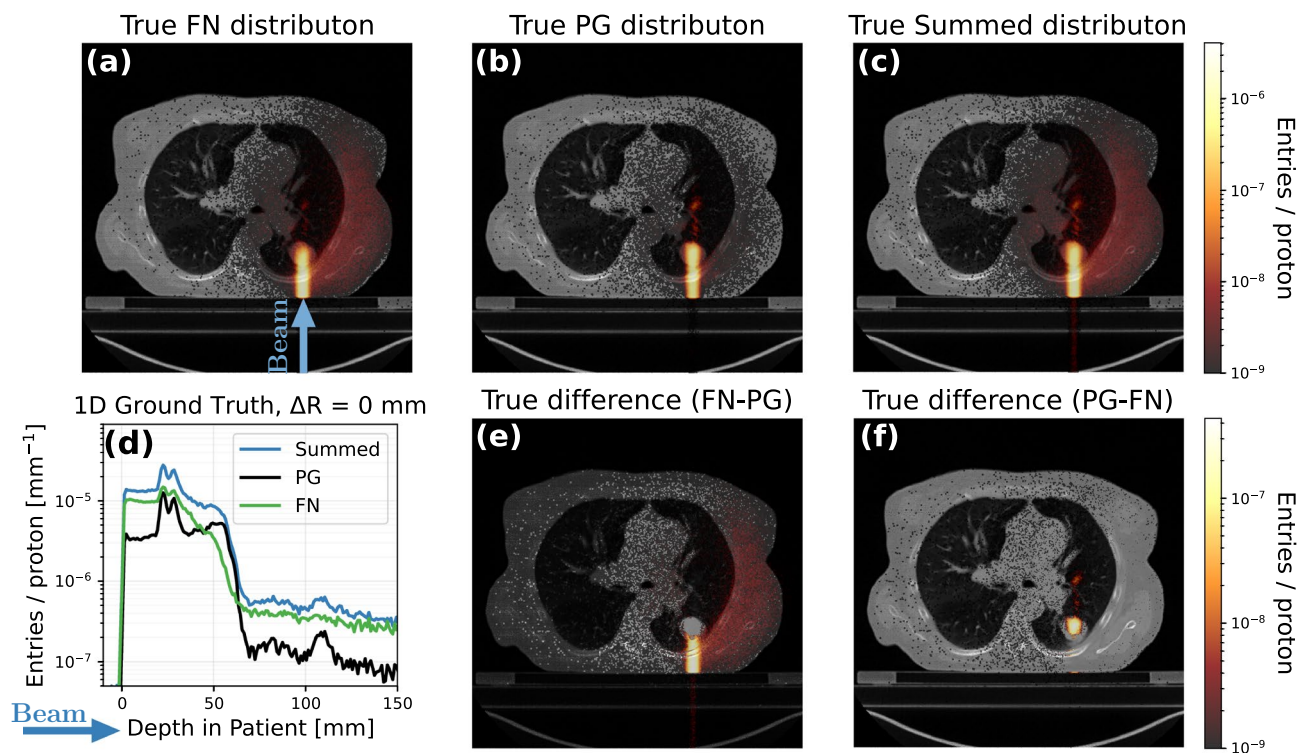 True FN distributon
True PG distributon
True Summed distributon
(a)
(b)
(c)
Beam
10⁻⁶
10⁻⁷
10⁻⁸
10⁻⁹
Entries / proton
1D Ground Truth, ΔR = 0 mm
True difference (FN-PG)
True difference (PG-FN)
(d)
Summed
PG
FN
10⁻⁵
10⁻⁶
10⁻⁷
Entries / proton [mm⁻¹]
0 50 100 150
Beam
Depth in Patient [mm]
(e)
(f)
10⁻⁷
10⁻⁸
10⁻⁹
Entries / proton